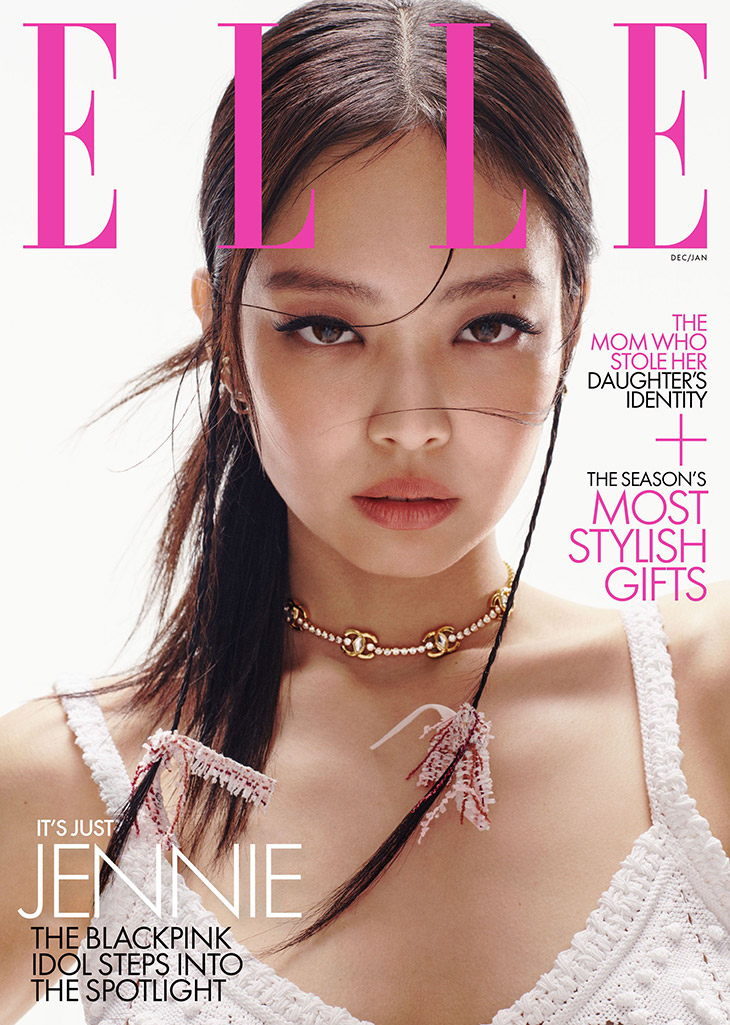 ELLE
DEC/JAN
THE
MOM WHO
STOLE HER
DAUGHTER'S
IDENTITY
+
THE SEASON'S
MOST
STYLISH
GIFTS
IT'S JUST
JENNIE
THE BLACKPINK
IDOL STEPS INTO
THE SPOTLIGHT